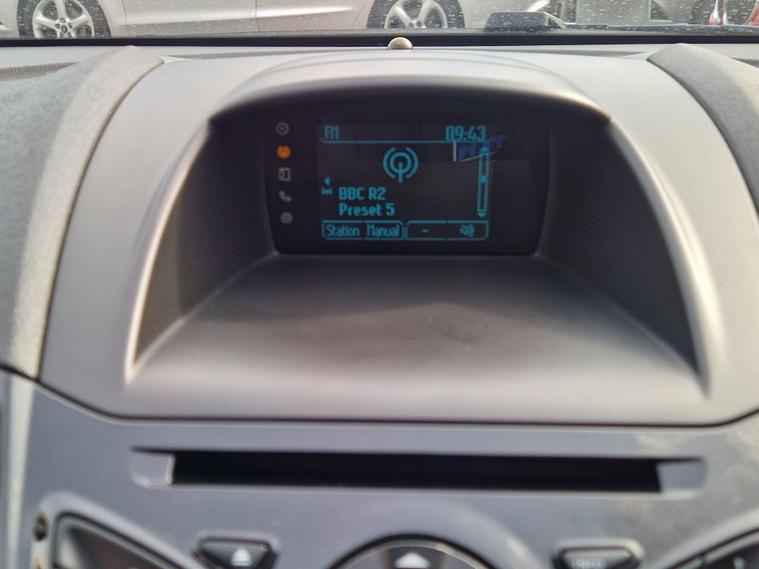 FM 09:43
BBC R2
Preset 5
Station Manual -